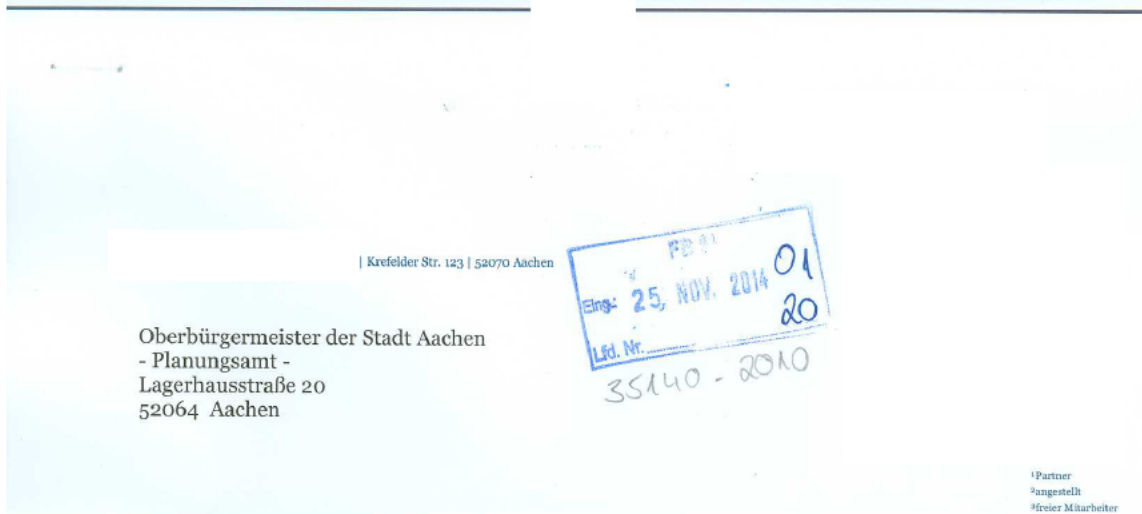 | Krefelder Str. 123 | 52070 Aachen
Oberbürgermeister der Stadt Aachen
- Planungsamt -
Lagerhausstraße 20
52064 Aachen
FB
01
Eing.: 25. NOV. 2014
20
Lfd. Nr.
35140 - 2010
¹Partner
²angestellt
³freier Mitarbeiter